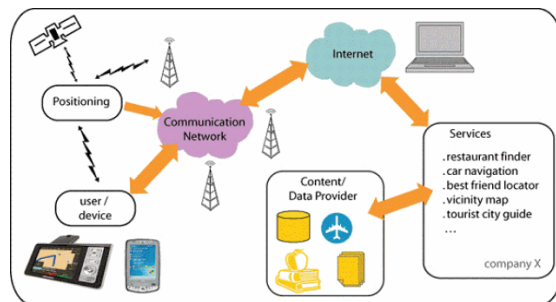 Positioning
Communication
Network
Internet
user /
device
Content/
Data Provider
Services
.restaurant finder
.car navigation
.best friend locator
.vicinity map
.tourist city guide
...
company X